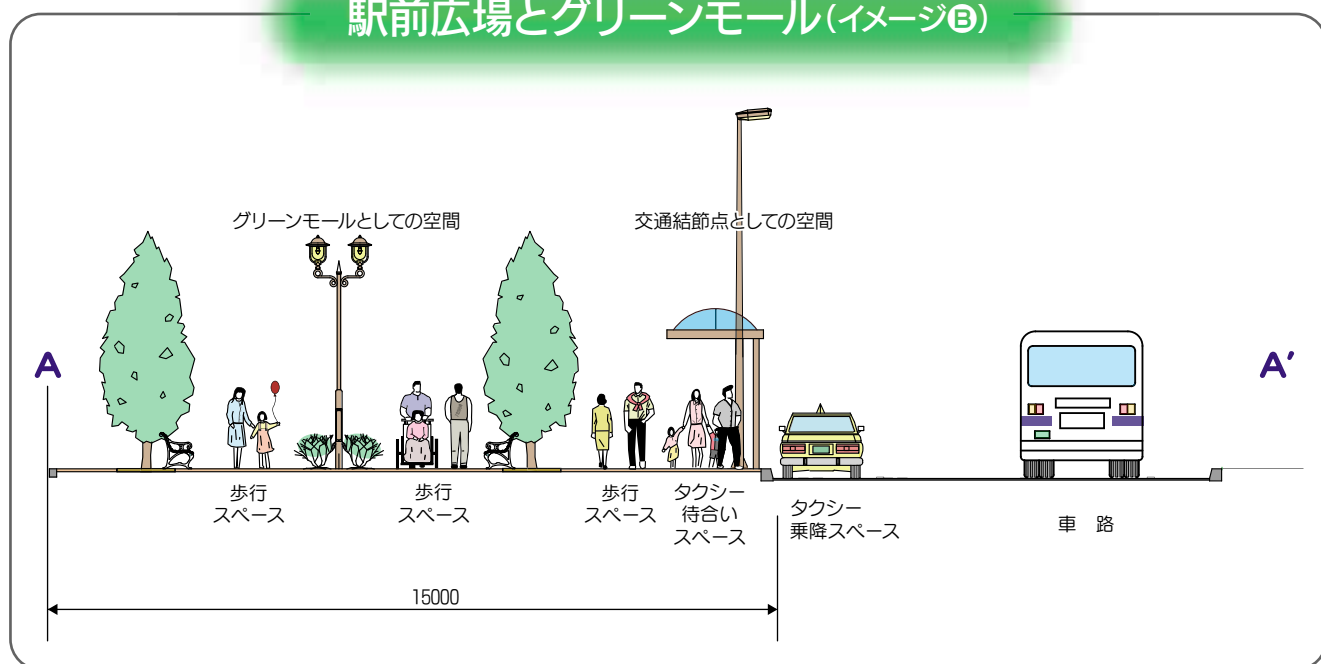 駅前広場とグリーンモール(イメージⒷ)
グリーンモールとしての空間
交通結節点としての空間
A
A′
歩行
スペース
歩行
スペース
歩行
スペース
タクシー
待合い
スペース
タクシー
乗降スペース
車 路
15000